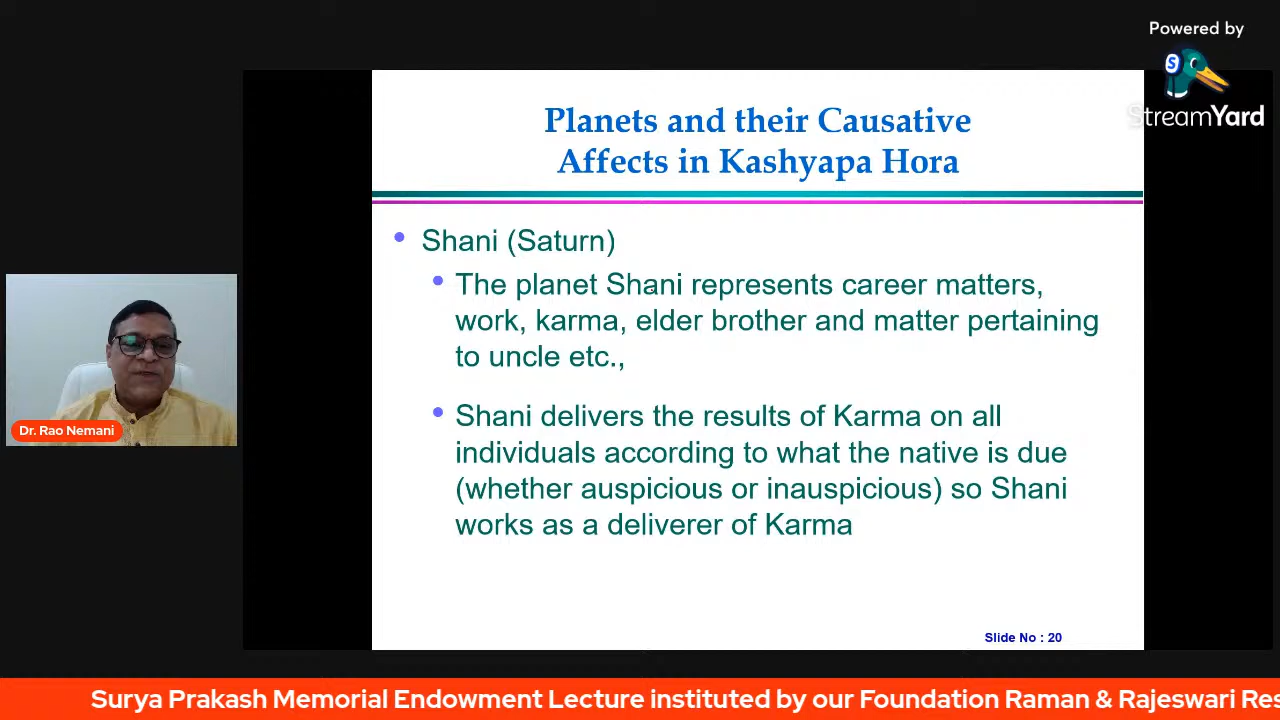 Powered by
StreamYard
Planets and their Causative
Affects in Kashyapa Hora
Shani (Saturn)
The planet Shani represents career matters,
work, karma, elder brother and matter pertaining
to uncle etc.,
Shani delivers the results of Karma on all
individuals according to what the native is due
(whether auspicious or inauspicious) so Shani
works as a deliverer of Karma
Dr. Rao Nemani
Slide No : 20
Surya Prakash Memorial Endowment Lecture instituted by our Foundation Raman & Rajeswari Res